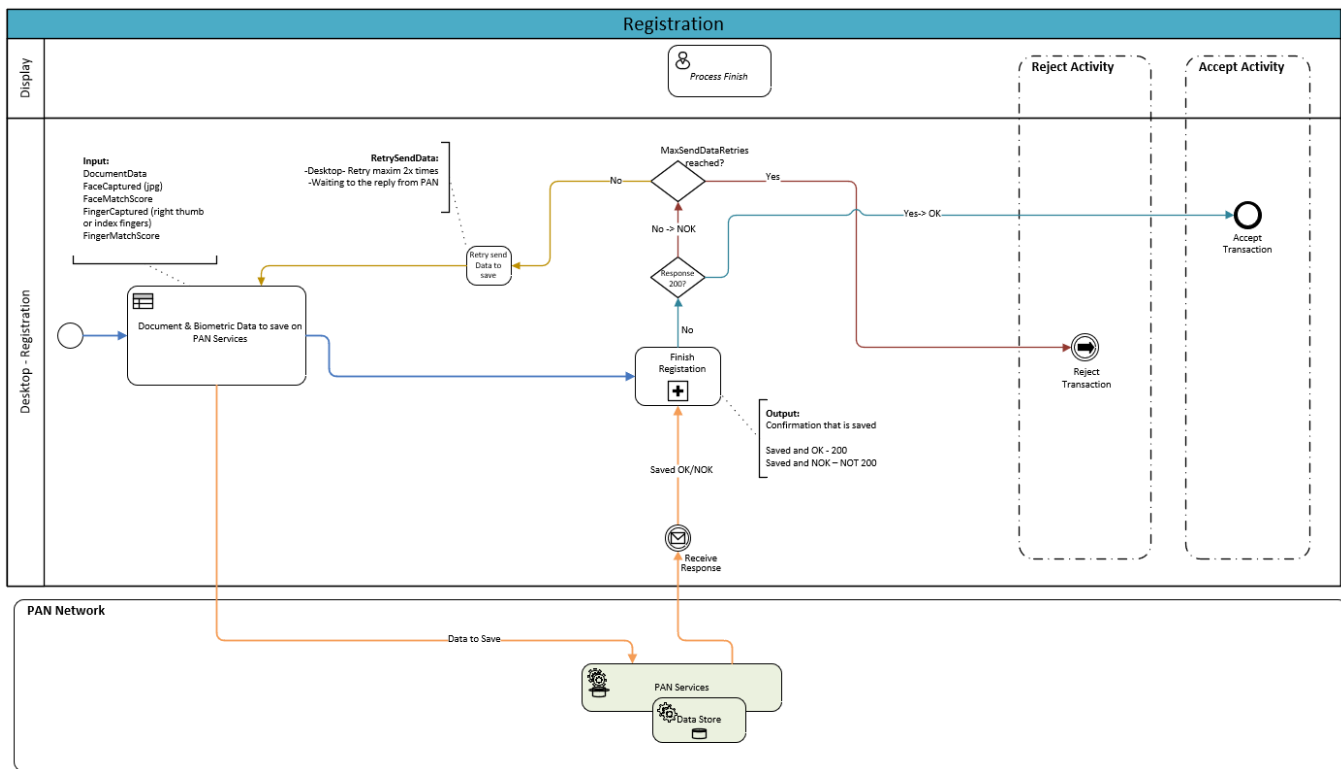 Registration
Display
Process Finish
Reject Activity
Accept Activity
Desktop - Registration
Input:
DocumentData
FaceCaptured (jpg)
FaceMatchScore
FingerCaptured (right thumb
or index fingers)
FingerMatchScore
RetrySendData:
-Desktop- Retry maxim 2x times
-Waiting to the reply from PAN
MaxSendDataRetries
reached?
No
Yes
No -> NOK
Yes-> OK
Accept
Transaction
Retry send
Data to
save
Response
200?
Document & Biometric Data to save on
PAN Services
No
Finish
Registation
Reject
Transaction
Output:
Confirmation that is saved
Saved and OK - 200
Saved and NOK – NOT 200
Saved OK/NOK
Receive
Response
PAN Network
Data to Save
PAN Services
Data Store